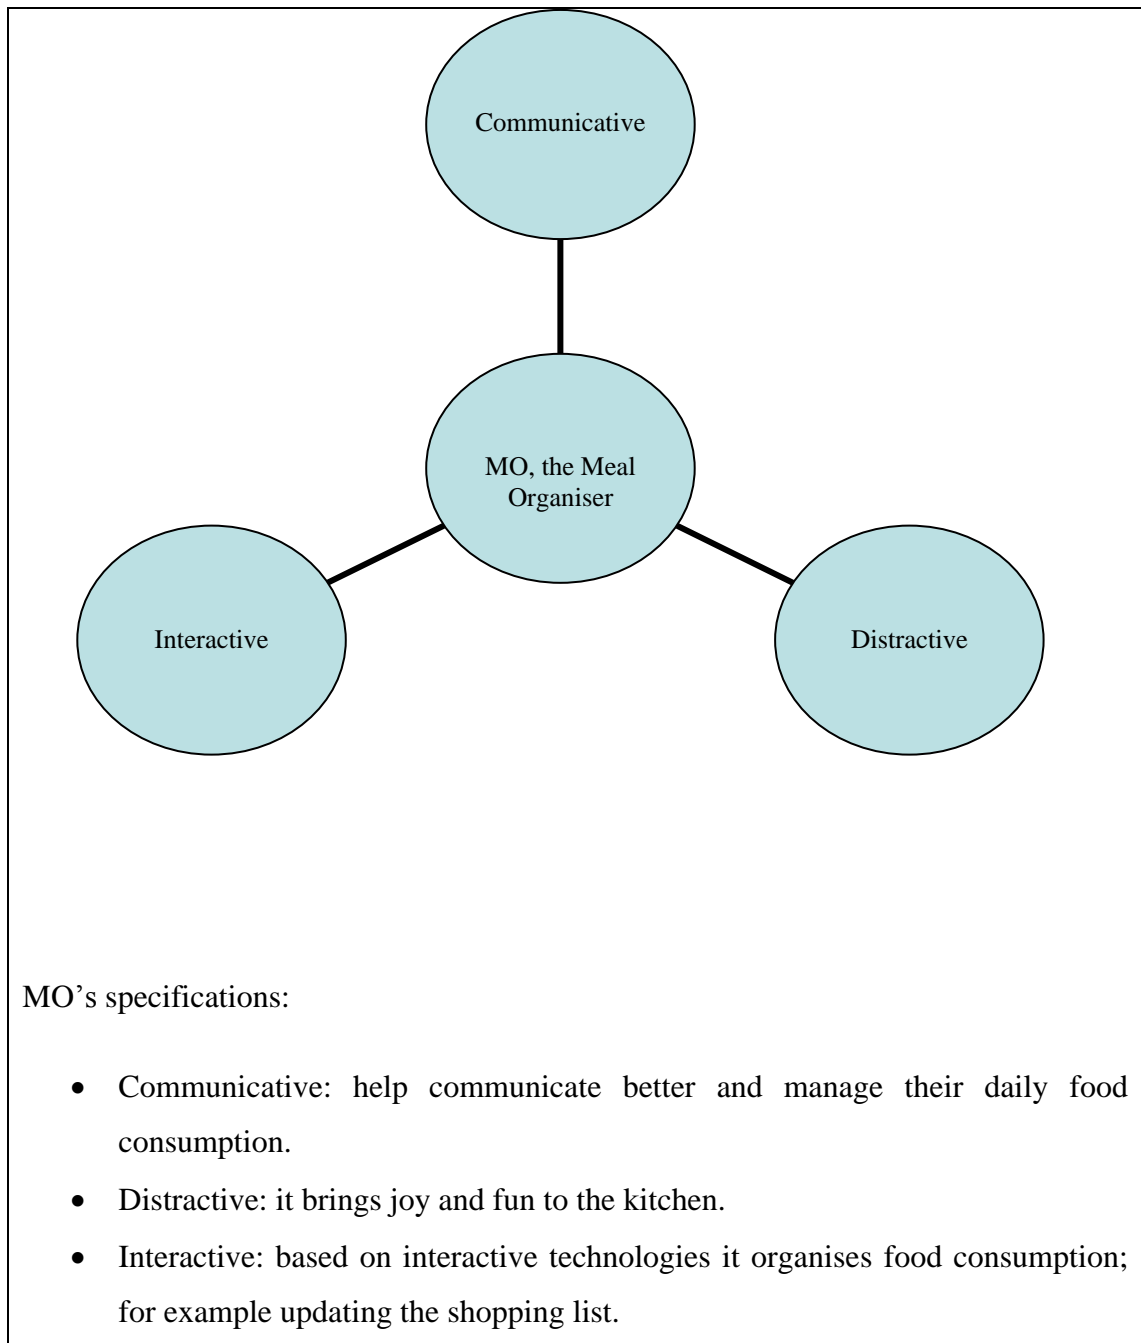 Communicative
MO, the Meal
Organiser
Interactive
Distractive
MO’s specifications:
• Communicative: help communicate better and manage their daily food
consumption.
• Distractive: it brings joy and fun to the kitchen.
• Interactive: based on interactive technologies it organises food consumption;
for example updating the shopping list.